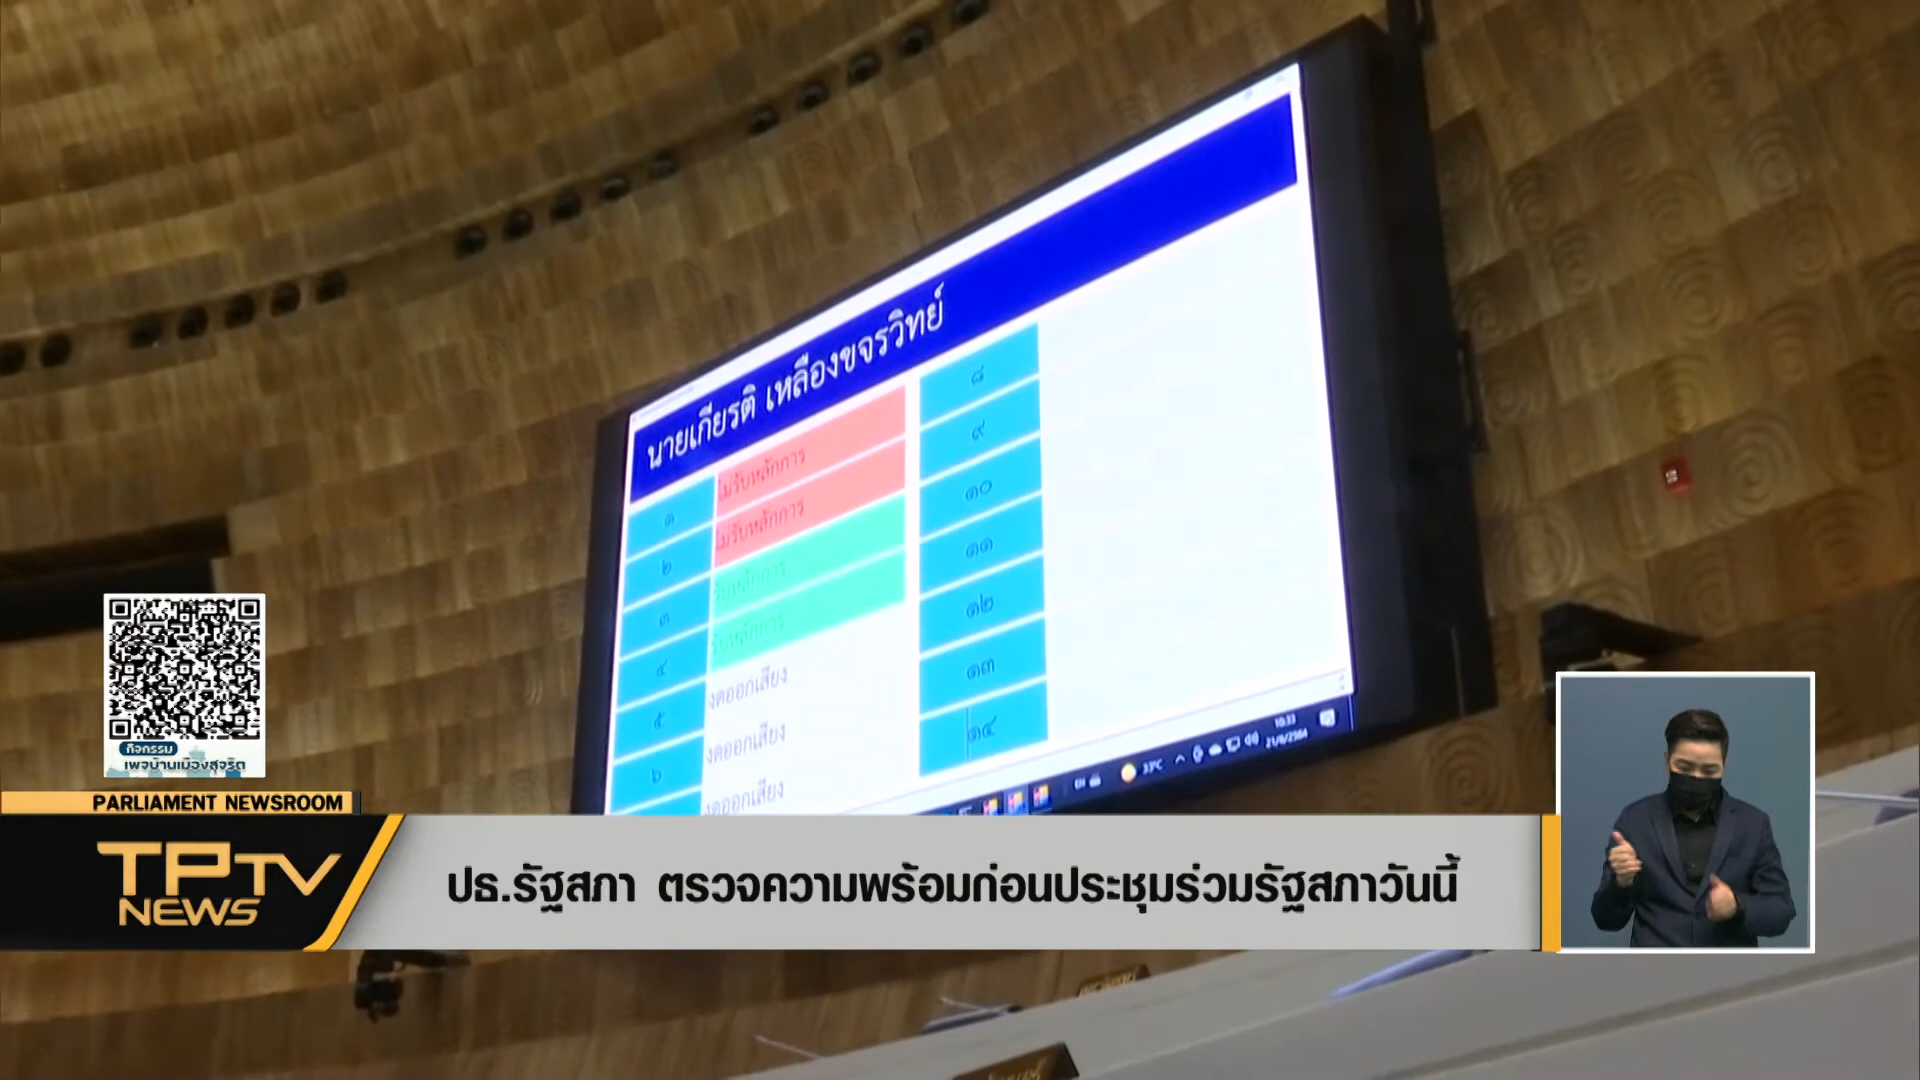 นายเกียรติ เหลืองขจรวิทย์
๑ ไม่รับหลักการ
๒ ไม่รับหลักการ
๓ รับหลักการ
๔ รับหลักการ
๕ งดออกเสียง
๖ งดออกเสียง
งดออกเสียง
๘
๙
๑๐
๑๑
๑๒
๑๓
๑๔
EN
33°C
10:33
21/6/2564
กิจกรรม
เพจบ้านเมืองสุจริต
PARLIAMENT NEWSROOM
TPTV
NEWS
ปธ.รัฐสภา ตรวจความพร้อมก่อนประชุมร่วมรัฐสภาวันนี้